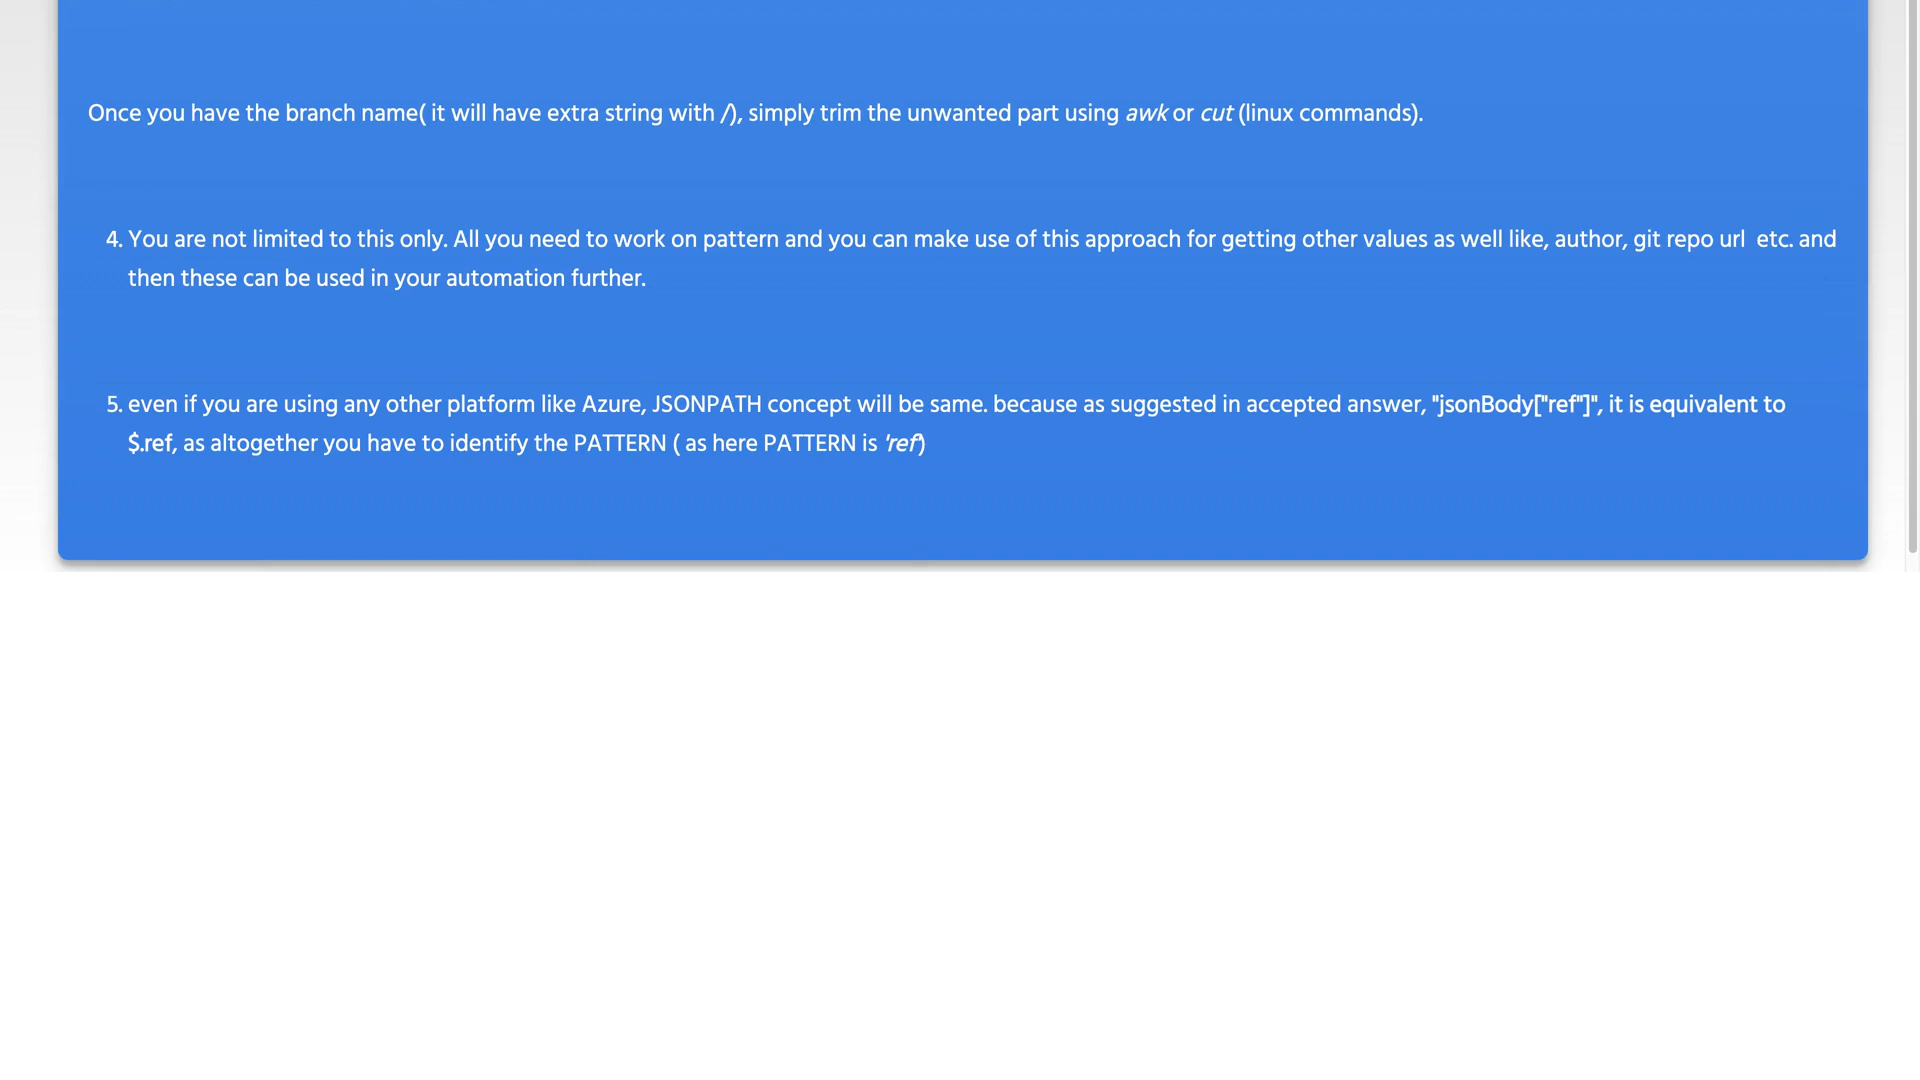 Once you have the branch name( it will have extra string with /), simply trim the unwanted part using awk or cut (linux commands).
4. You are not limited to this only. All you need to work on pattern and you can make use of this approach for getting other values as well like, author, git repo url  etc. and
then these can be used in your automation further.
5. even if you are using any other platform like Azure, JSONPATH concept will be same. because as suggested in accepted answer, "jsonBody["ref"]", it is equivalent to
$.ref, as altogether you have to identify the PATTERN ( as here PATTERN is 'ref')